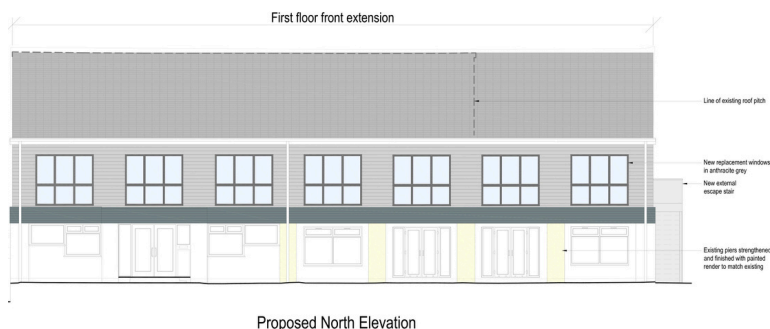 First floor front extension
Line of existing roof pitch
New replacement windows
in anthracite grey
New external
escape stair
Existing piers strengthened
and finished with painted
render to match existing
Proposed North Elevation